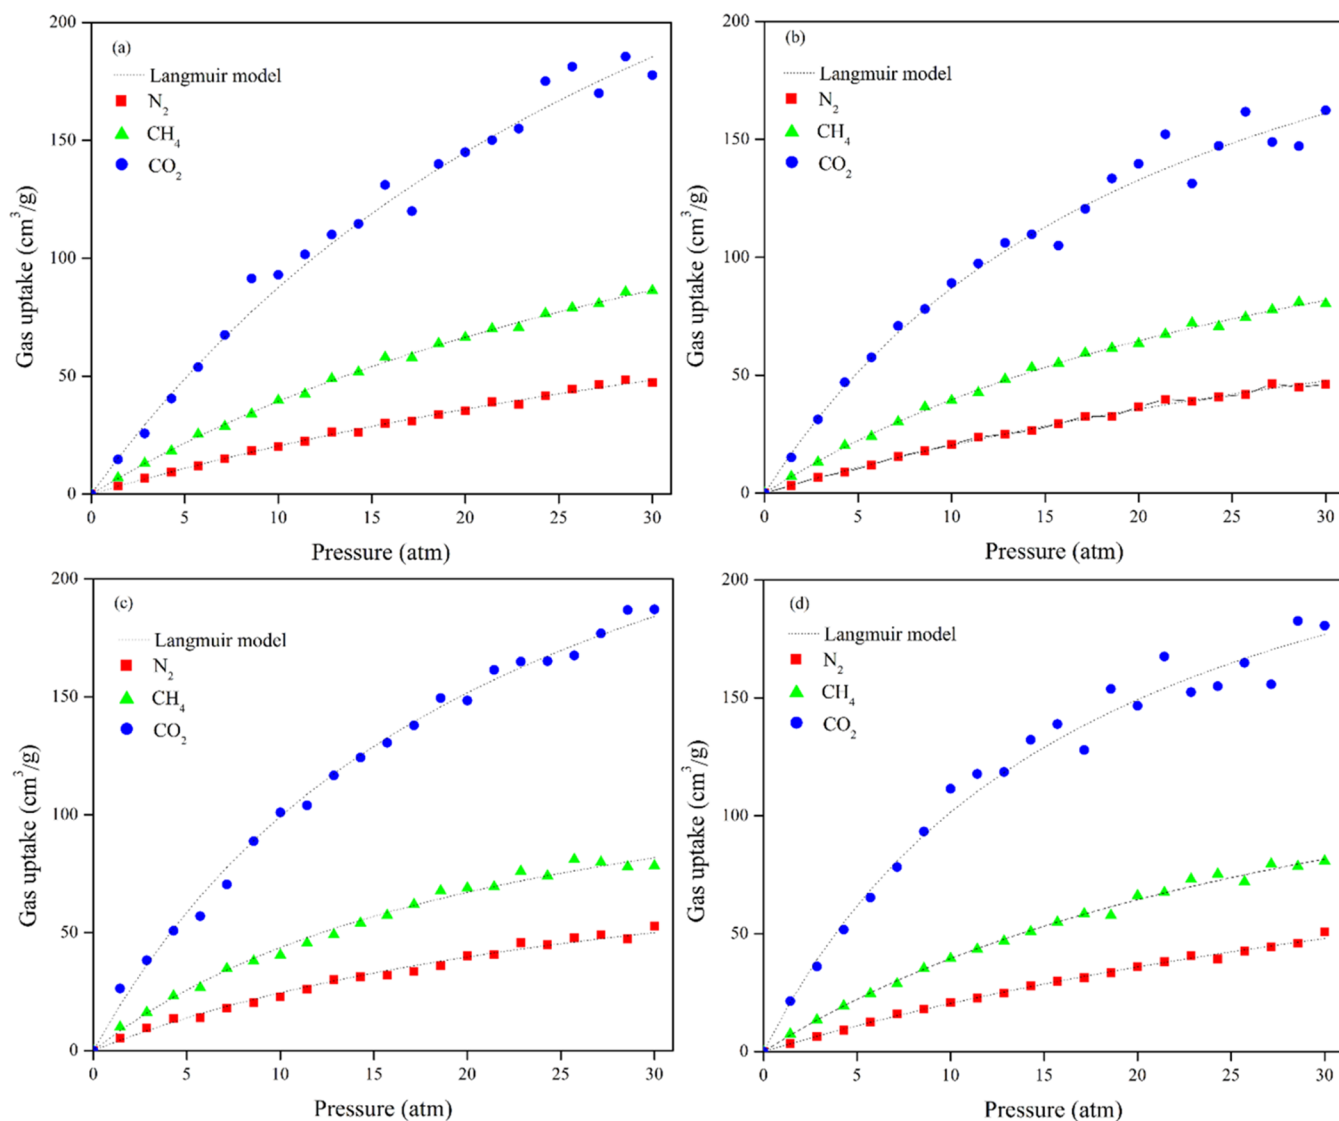 (a)
Langmuir model
N2
CH4
CO2
200
150
100
50
0
0 5 10 15 20 25 30
Gas uptake (cm³/g)
Pressure (atm)
(b)
Langmuir model
N2
CH4
CO2
200
150
100
50
0
0 5 10 15 20 25 30
Gas uptake (cm³/g)
Pressure (atm)
(c)
Langmuir model
N2
CH4
CO2
200
150
100
50
0
0 5 10 15 20 25 30
Gas uptake (cm³/g)
Pressure (atm)
(d)
Langmuir model
N2
CH4
CO2
200
150
100
50
0
0 5 10 15 20 25 30
Gas uptake (cm³/g)
Pressure (atm)